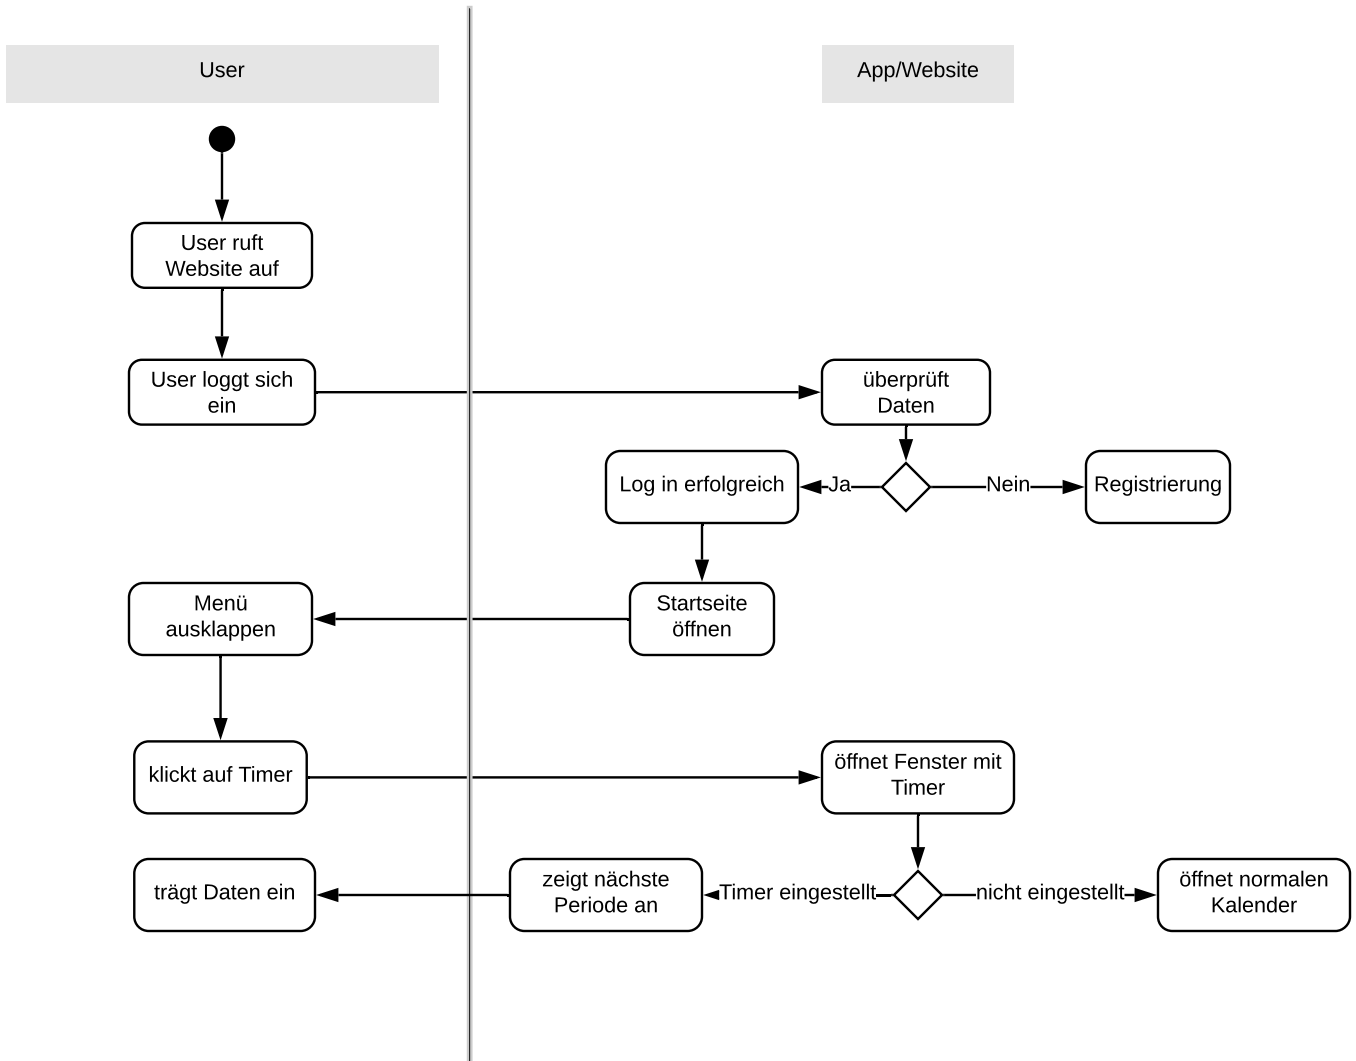 User
App/Website
User ruft
Website auf
User loggt sich
ein
überprüft
Daten
Log in erfolgreich
Ja
Nein
Registrierung
Menü
ausklappen
Startseite
öffnen
klickt auf Timer
öffnet Fenster mit
Timer
trägt Daten ein
zeigt nächste
Periode an
Timer eingestellt
nicht eingestellt
öffnet normalen
Kalender